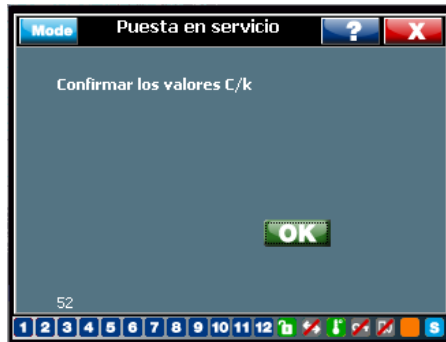 Mode Puesta en servicio ? X
Confirmar los valores C/k
OK
52
1 2 3 4 5 6 7 8 9 10 11 12 S